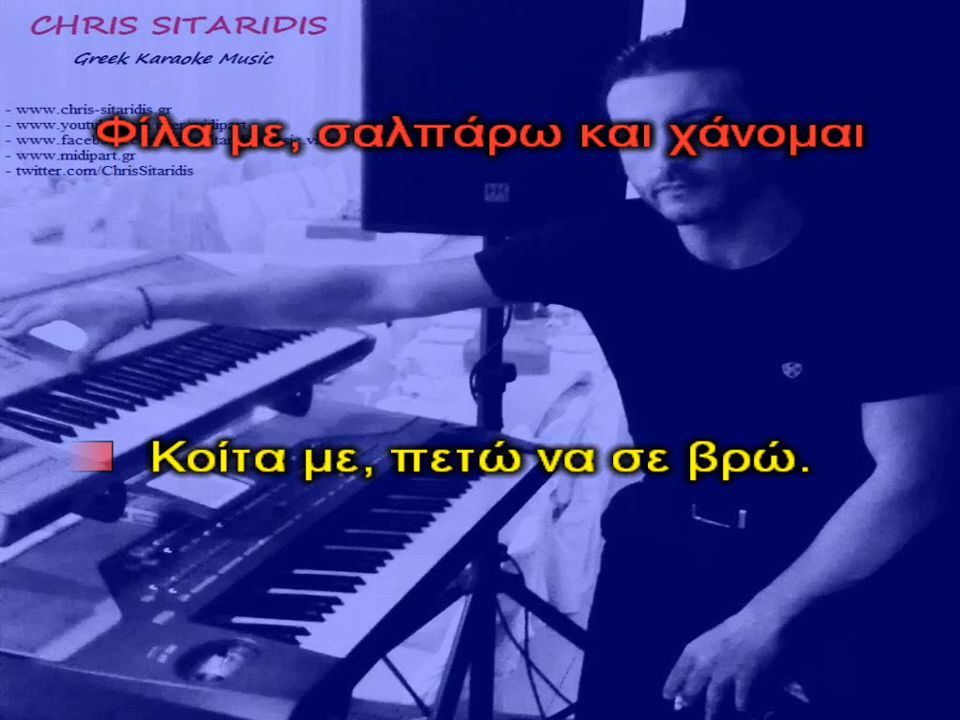 CHRIS SITARIDIS
Greek Karaoke Music
- www.chris-sitaridis.gr
Φίλα με, σαλπάρω και χάνομαι
- www.midipart.gr
- twitter.com/ChrisSitaridis
HK
Κοίτα με, πετώ να σε βρώ.